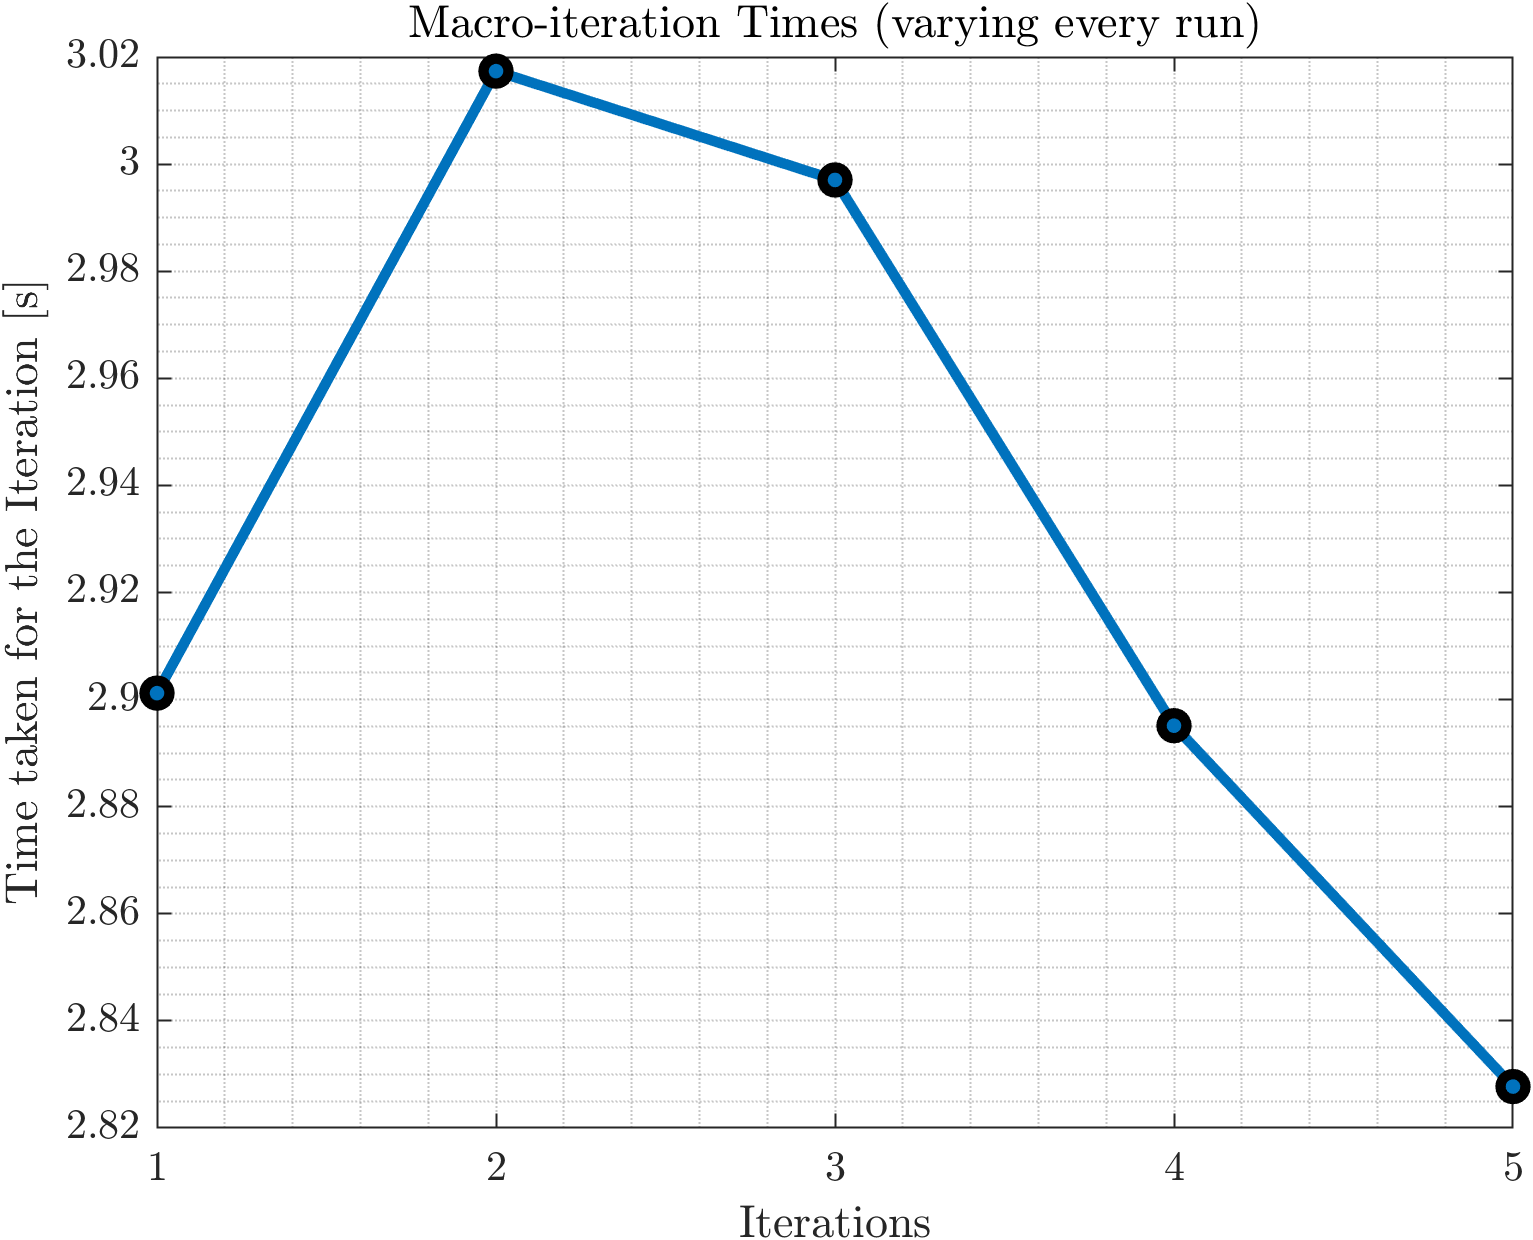 Macro-iteration Times (varying every run)
Time taken for the Iteration [s]
3.02
3
2.98
2.96
2.94
2.92
2.9
2.88
2.86
2.84
2.82
1 2 3 4 5
Iterations